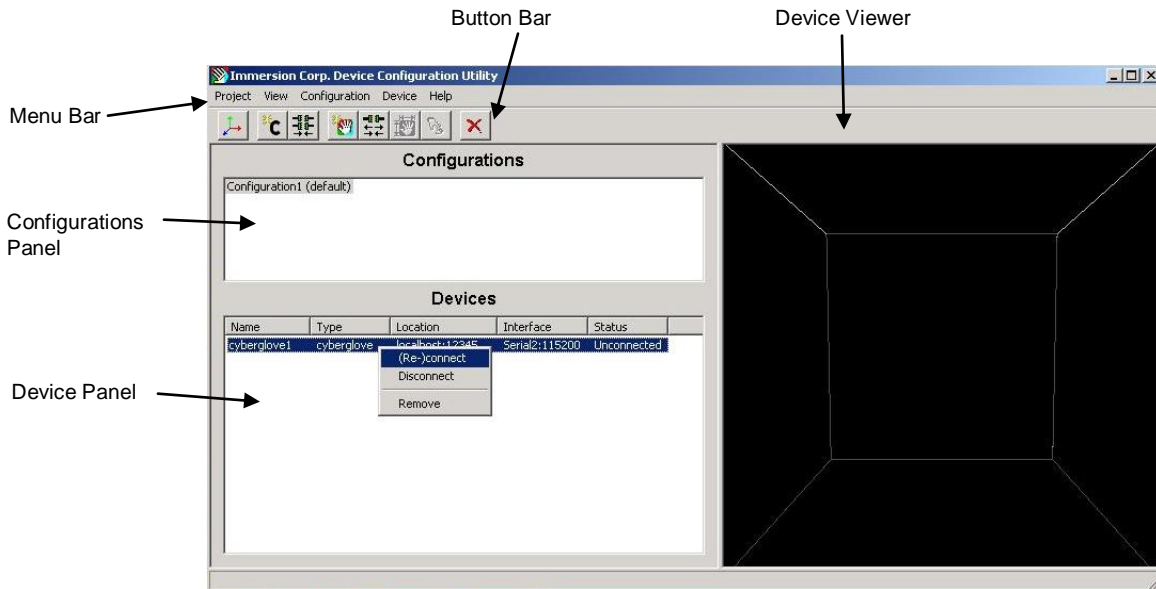 Button Bar
Device Viewer
Immersion Corp. Device Configuration Utility
Menu Bar
Project View Configuration Device Help
Configurations
Configuration1 (default)
Configurations
Panel
Devices
Name Type Location Interface Status
cyberglove1 cyberglove localhost:12345 Serial2:115200 Unconnected
(Re-)connect
Disconnect
Remove
Device Panel